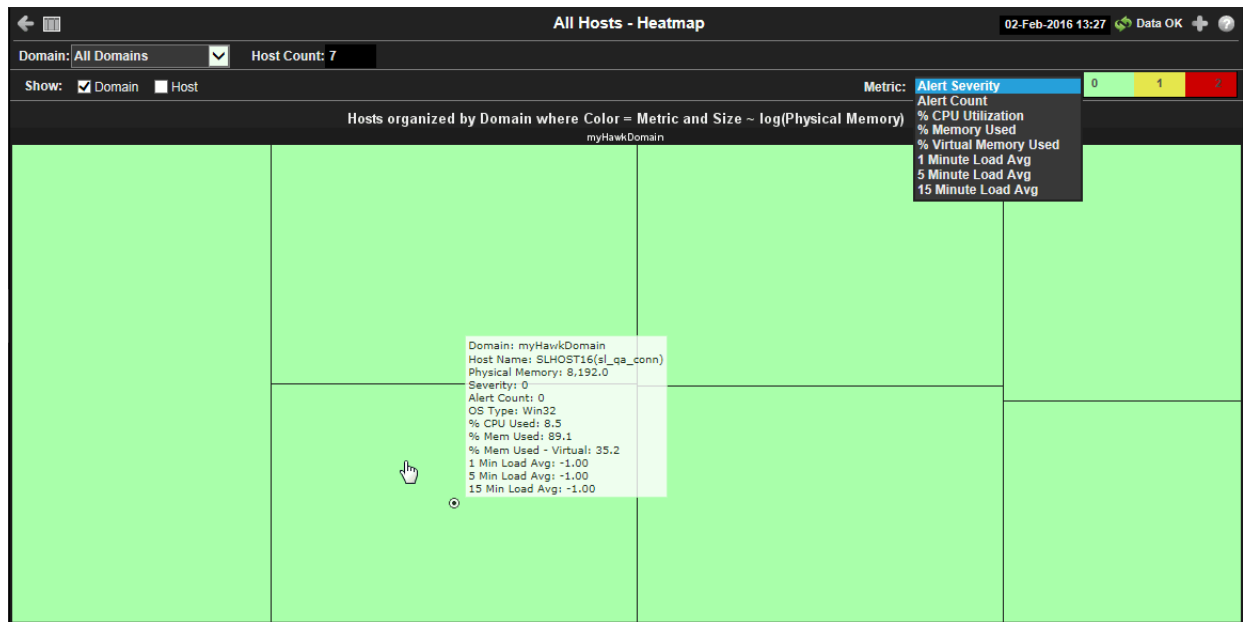 All Hosts - Heatmap
02-Feb-2016 13:27 Data OK
Domain: All Domains Host Count: 7
Show: Domain Host Metric: Alert Severity 0 1 2
Alert Count
% CPU Utilization
% Memory Used
% Virtual Memory Used
1 Minute Load Avg
5 Minute Load Avg
15 Minute Load Avg
Hosts organized by Domain where Color = Metric and Size ~ log(Physical Memory)
myHawkDomain
Domain: myHawkDomain
Host Name: SLHOST16(sl_qa_conn)
Physical Memory: 8,192.0
Severity: 0
Alert Count: 0
OS Type: Win32
% CPU Used: 8.5
% Mem Used: 89.1
% Mem Used - Virtual: 35.2
1 Min Load Avg: -1.00
5 Min Load Avg: -1.00
15 Min Load Avg: -1.00